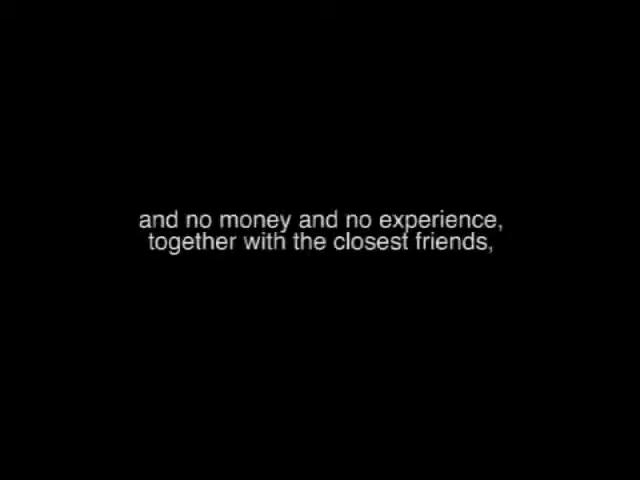 and no money and no experience,
together with the closest friends,